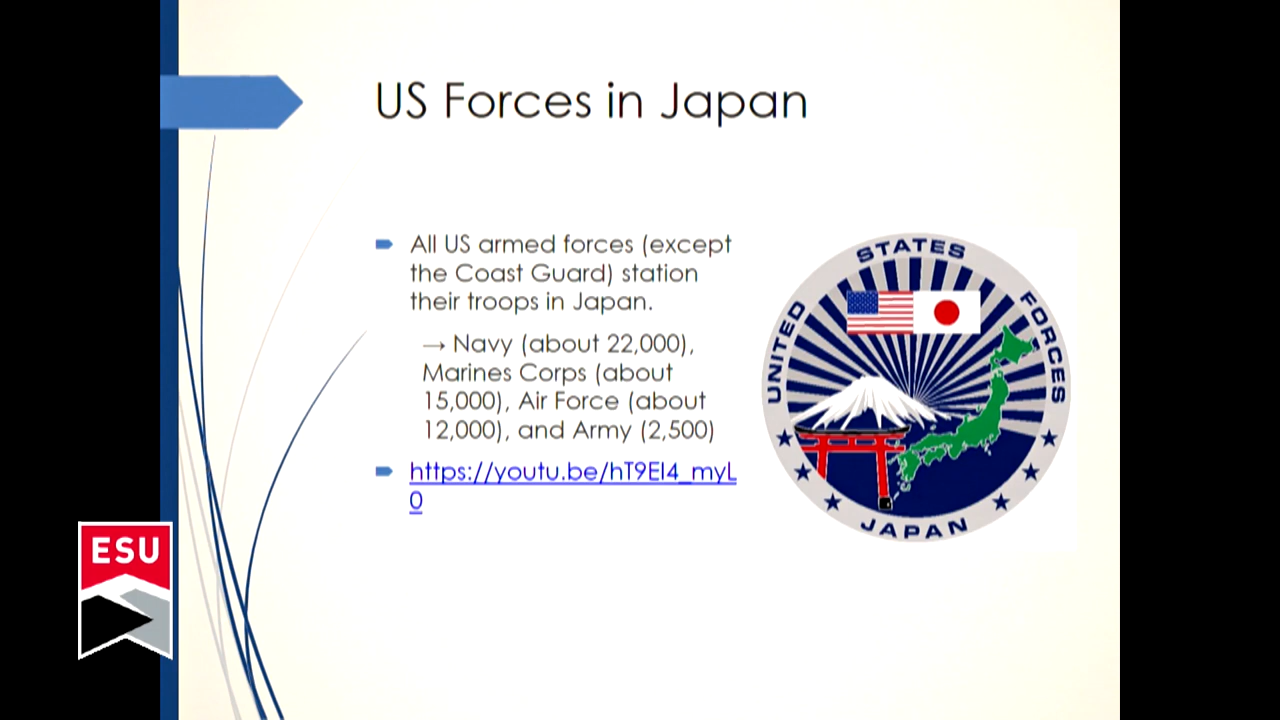 US Forces in Japan
All US armed forces (except
the Coast Guard) station
their troops in Japan.
→ Navy (about 22,000),
Marines Corps (about
15,000), Air Force (about
12,000), and Army (2,500)
https://youtu.be/hT9El4_myL
0
UNITED STATES FORCES
JAPAN
ESU